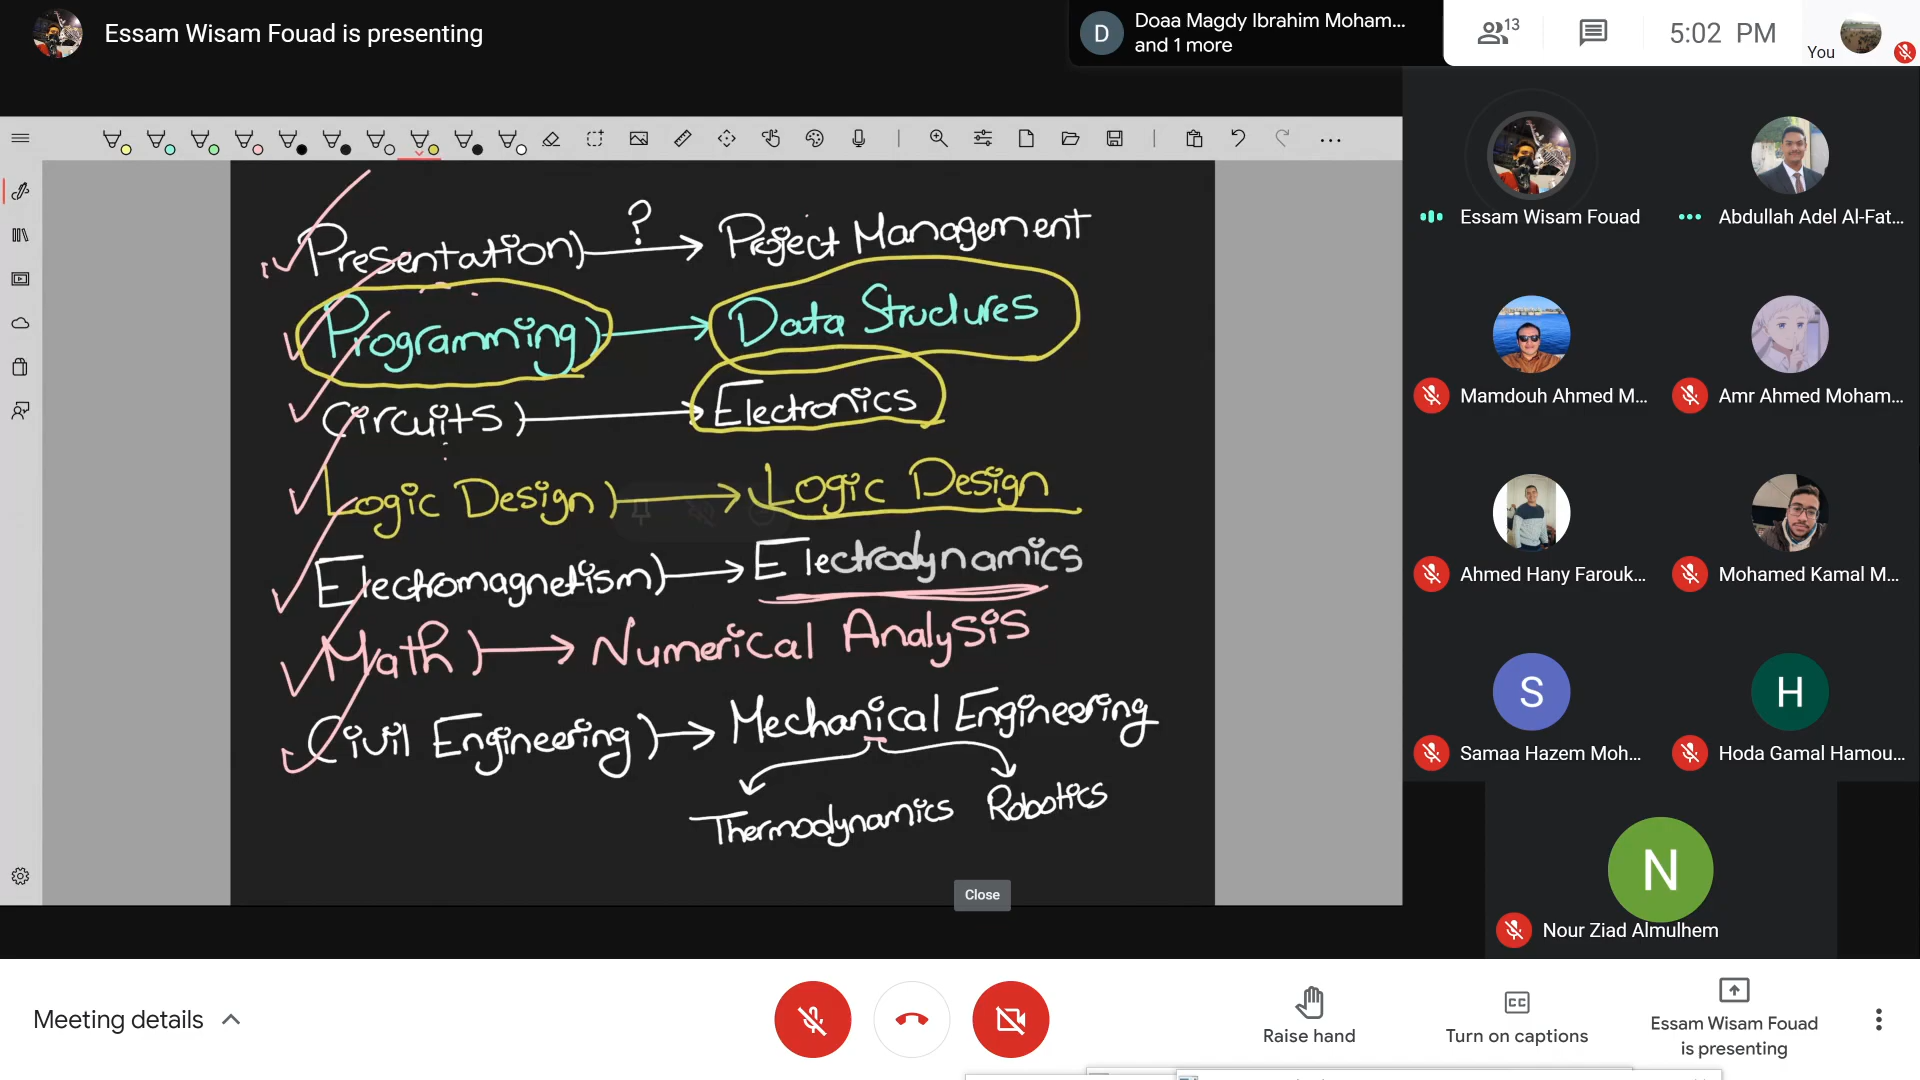 Essam Wisam Fouad is presenting
D
Doaa Magdy Ibrahim Moham...
and 1 more
13
5:02 PM
You
Presentation) ? → Project Management
Programming) → Data Structures
Circuits) → Electronics
Logic Design) → Logic Design
Electromagnetism) → Electrodynamics
Math) → Numerical Analysis
Civil Engineering) → Mechanical Engineering
Thermodynamics Robotics
Close
Essam Wisam Fouad
Abdullah Adel Al-Fat...
Mamdouh Ahmed M...
Amr Ahmed Moham...
Ahmed Hany Farouk...
Mohamed Kamal M...
S
H
Samaa Hazem Moh...
Hoda Gamal Hamou...
N
Nour Ziad Almulhem
Meeting details
Raise hand
CC
Turn on captions
Essam Wisam Fouad
is presenting